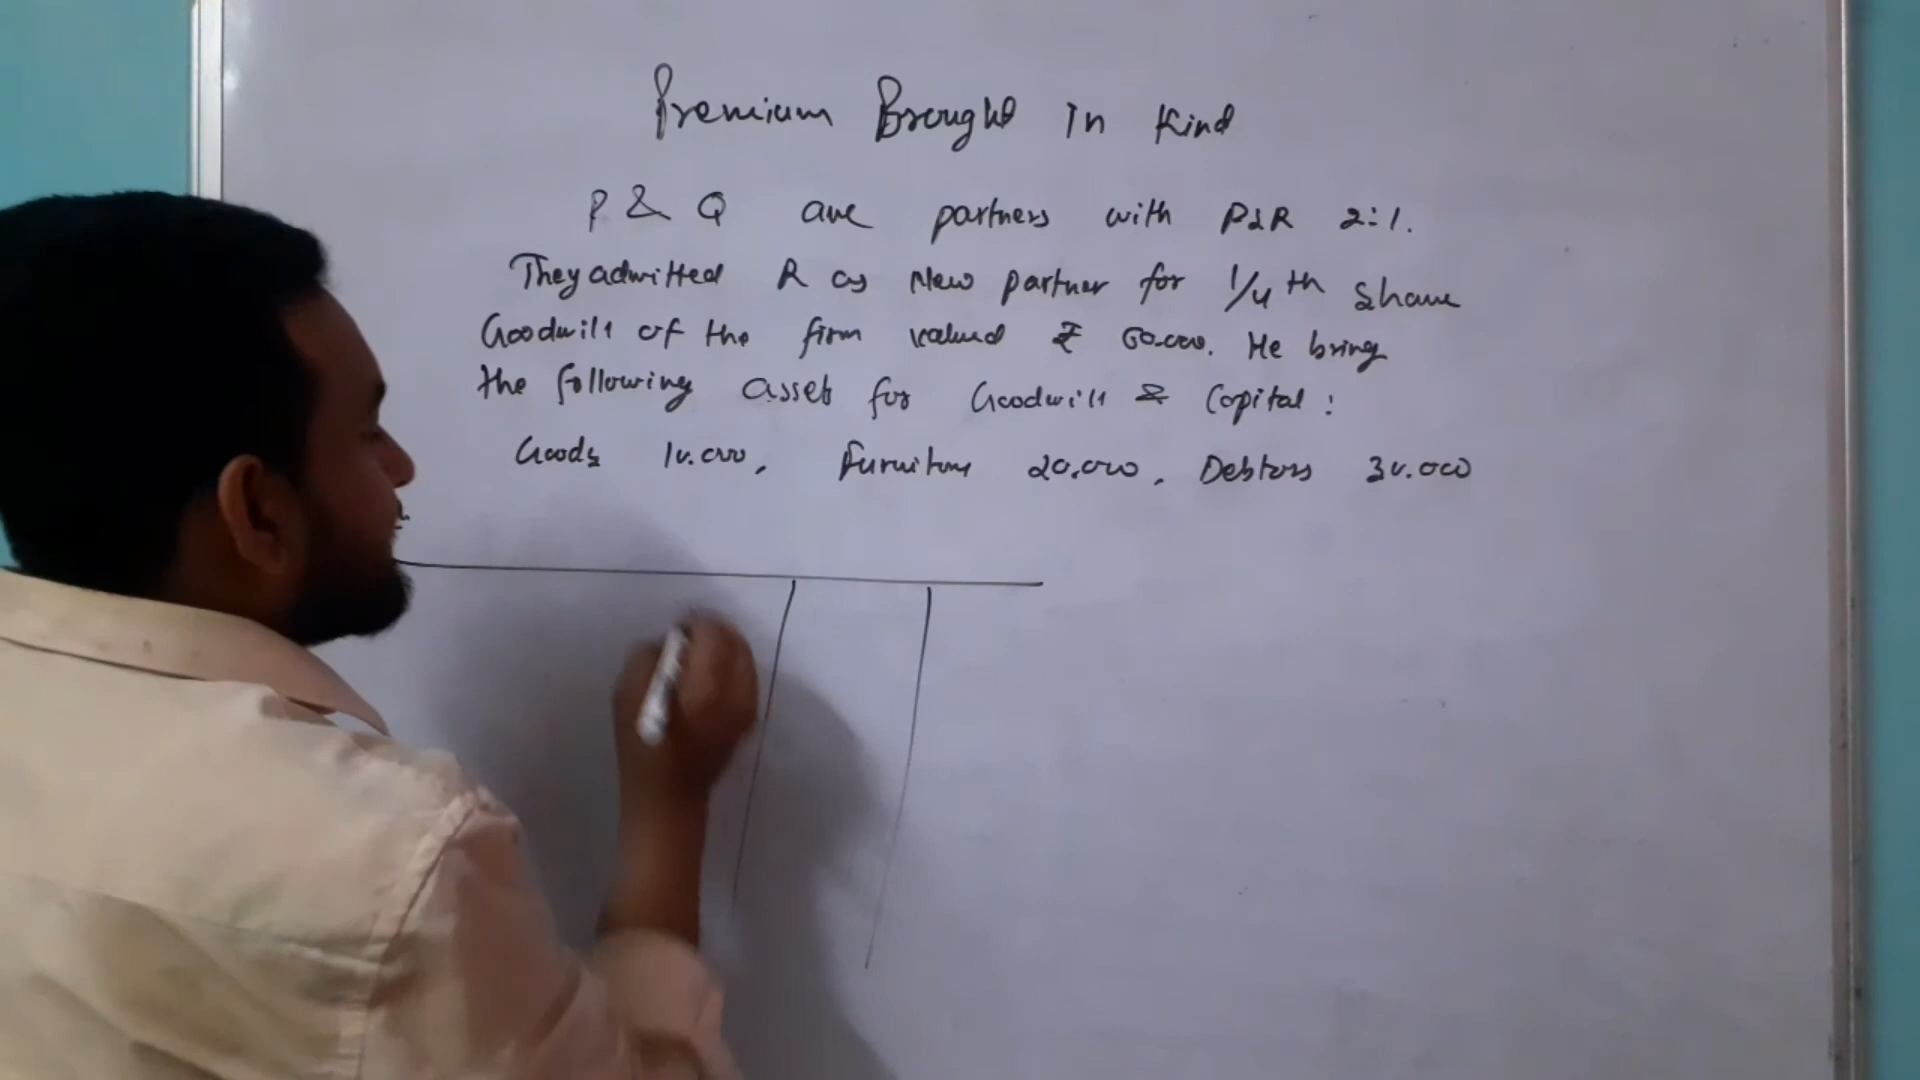 Premium Brought In Kind
P & Q are partners with P&R 2:1.
They admitted R as New partner for 1/4th Share
Goodwill of the firm valued ₹ 60.000. He bring
the following assets for Goodwill & Capital:
Goods 10.000, Furniture 20,000, Debtors 30.000